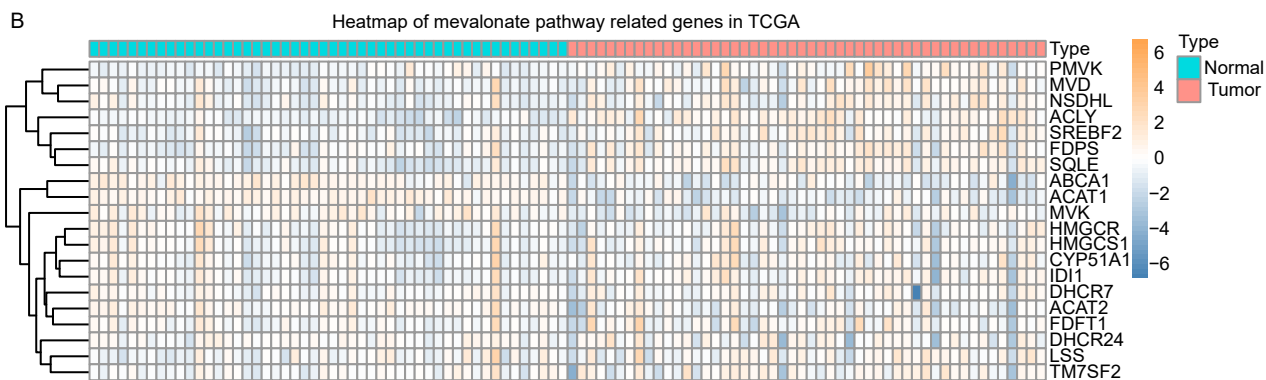 B
Heatmap of mevalonate pathway related genes in TCGA
Type
PMVK
MVD
NSDHL
ACLY
SREBF2
FDPS
SQLE
ABCA1
ACAT1
MVK
HMGCR
HMGCS1
CYP51A1
IDI1
DHCR7
ACAT2
FDFT1
DHCR24
LSS
TM7SF2
6
4
2
0
−2
−4
−6
Type
Normal
Tumor